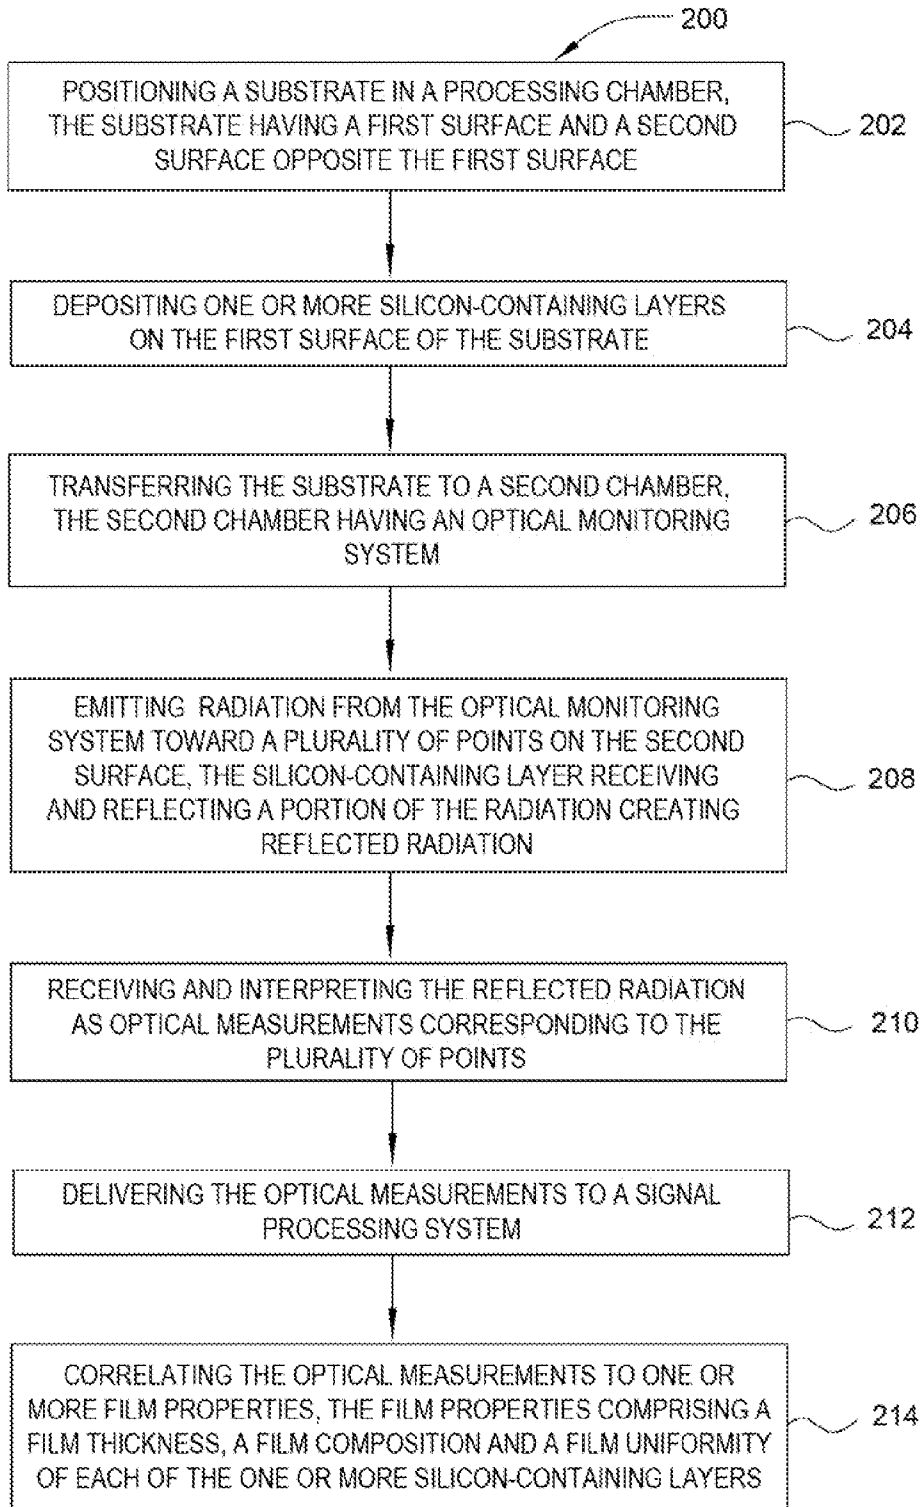 200
POSITIONING A SUBSTRATE IN A PROCESSING CHAMBER,
THE SUBSTRATE HAVING A FIRST SURFACE AND A SECOND
SURFACE OPPOSITE THE FIRST SURFACE
202
DEPOSITING ONE OR MORE SILICON-CONTAINING LAYERS
ON THE FIRST SURFACE OF THE SUBSTRATE
204
TRANSFERRING THE SUBSTRATE TO A SECOND CHAMBER,
THE SECOND CHAMBER HAVING AN OPTICAL MONITORING
SYSTEM
206
EMITTING RADIATION FROM THE OPTICAL MONITORING
SYSTEM TOWARD A PLURALITY OF POINTS ON THE SECOND
SURFACE, THE SILICON-CONTAINING LAYER RECEIVING
AND REFLECTING A PORTION OF THE RADIATION CREATING
REFLECTED RADIATION
208
RECEIVING AND INTERPRETING THE REFLECTED RADIATION
AS OPTICAL MEASUREMENTS CORRESPONDING TO THE
PLURALITY OF POINTS
210
DELIVERING THE OPTICAL MEASUREMENTS TO A SIGNAL
PROCESSING SYSTEM
212
CORRELATING THE OPTICAL MEASUREMENTS TO ONE OR
MORE FILM PROPERTIES, THE FILM PROPERTIES COMPRISING A
FILM THICKNESS, A FILM COMPOSITION AND A FILM UNIFORMITY
OF EACH OF THE ONE OR MORE SILICON-CONTAINING LAYERS
214